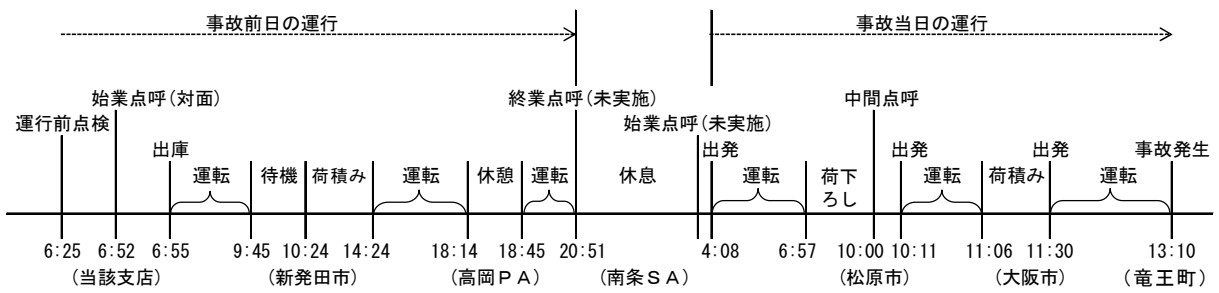 事故前日の運行
事故当日の運行
始業点呼(対面)
終業点呼(未実施)
中間点呼
運行前点検
始業点呼(未実施)
出庫
出発
出発
出発
事故発生
運転
待機
荷積み
運転
休憩
運転
休息
運転
荷下
ろし
運転
荷積み
運転
6:25 6:52 6:55 9:45 10:24 14:24 18:14 18:45 20:51 4:08 6:57 10:00 10:11 11:06 11:30 13:10
(当該支店) (新発田市) (高岡PA) (南条SA) (松原市) (大阪市) (竜王町)